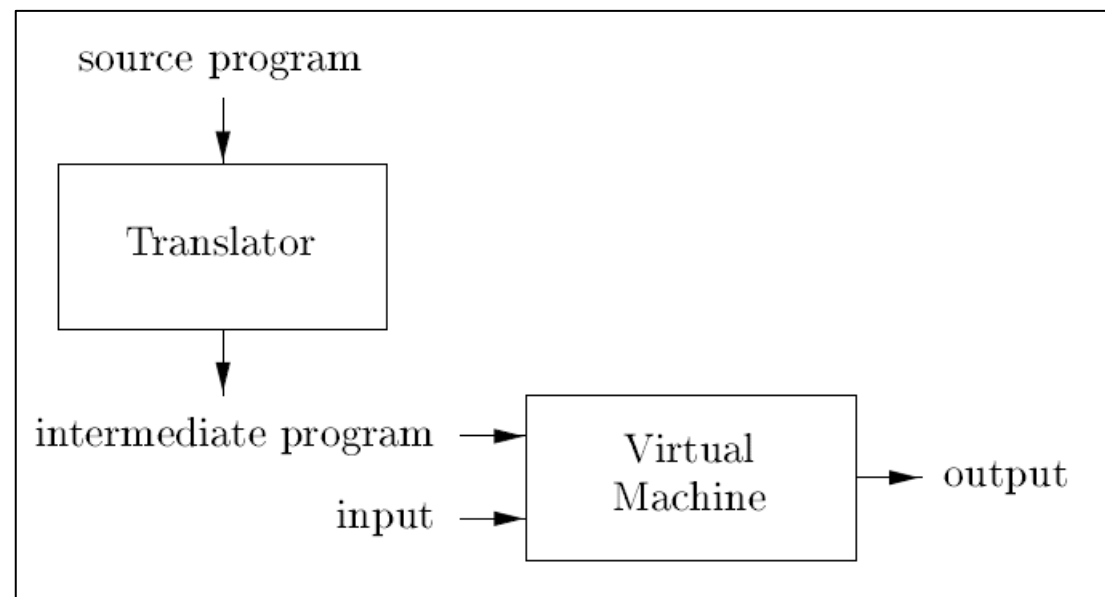 source program
Translator
intermediate program
input
Virtual
Machine
output